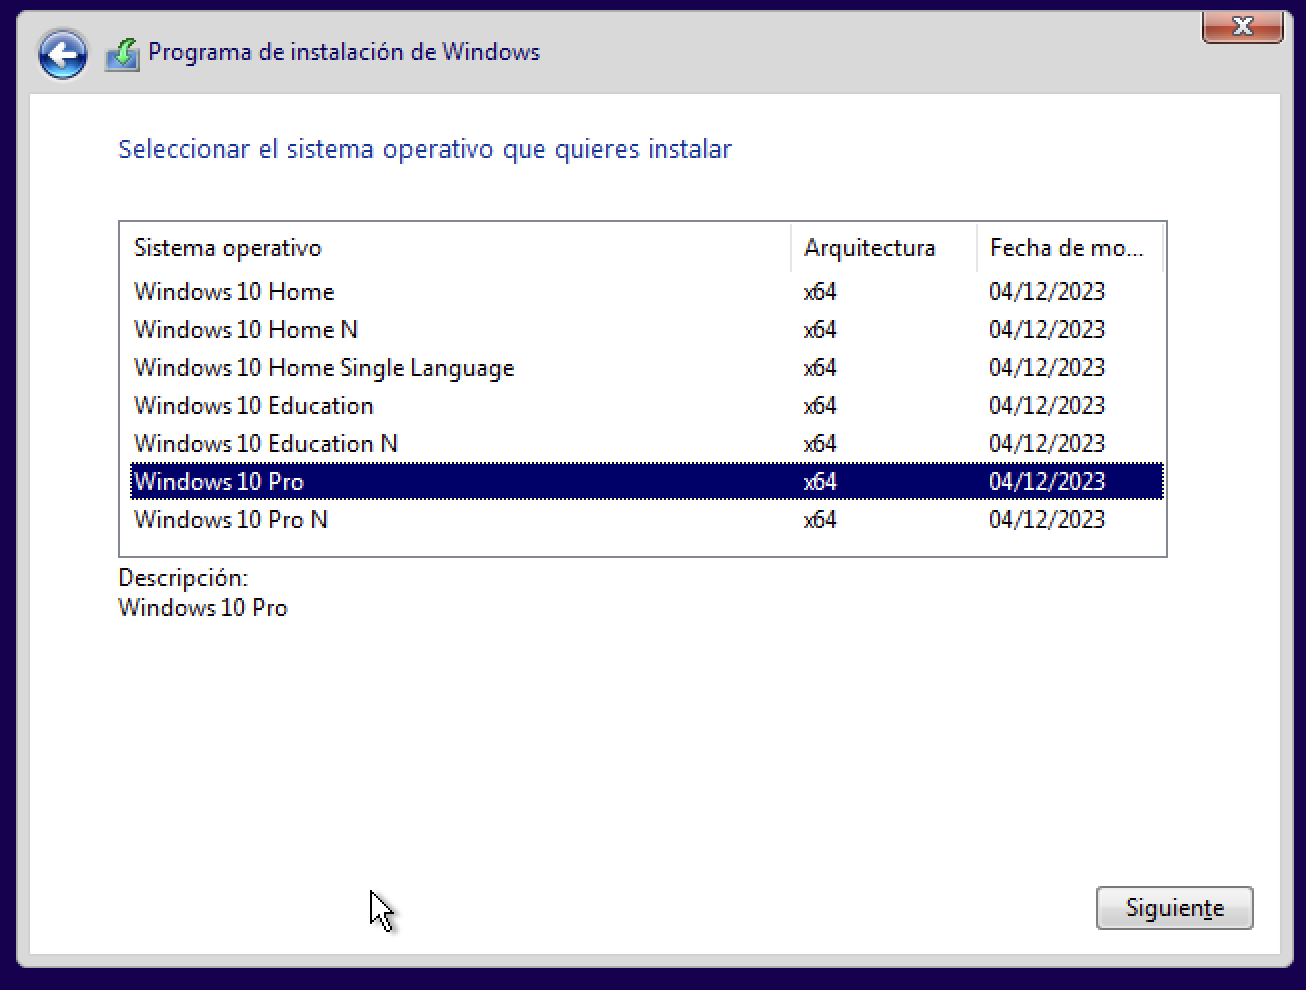 Programa de instalación de Windows
Seleccionar el sistema operativo que quieres instalar
Sistema operativo Arquitectura Fecha de mo...
Windows 10 Home x64 04/12/2023
Windows 10 Home N x64 04/12/2023
Windows 10 Home Single Language x64 04/12/2023
Windows 10 Education x64 04/12/2023
Windows 10 Education N x64 04/12/2023
Windows 10 Pro x64 04/12/2023
Windows 10 Pro N x64 04/12/2023
Descripción:
Windows 10 Pro
Siguiente